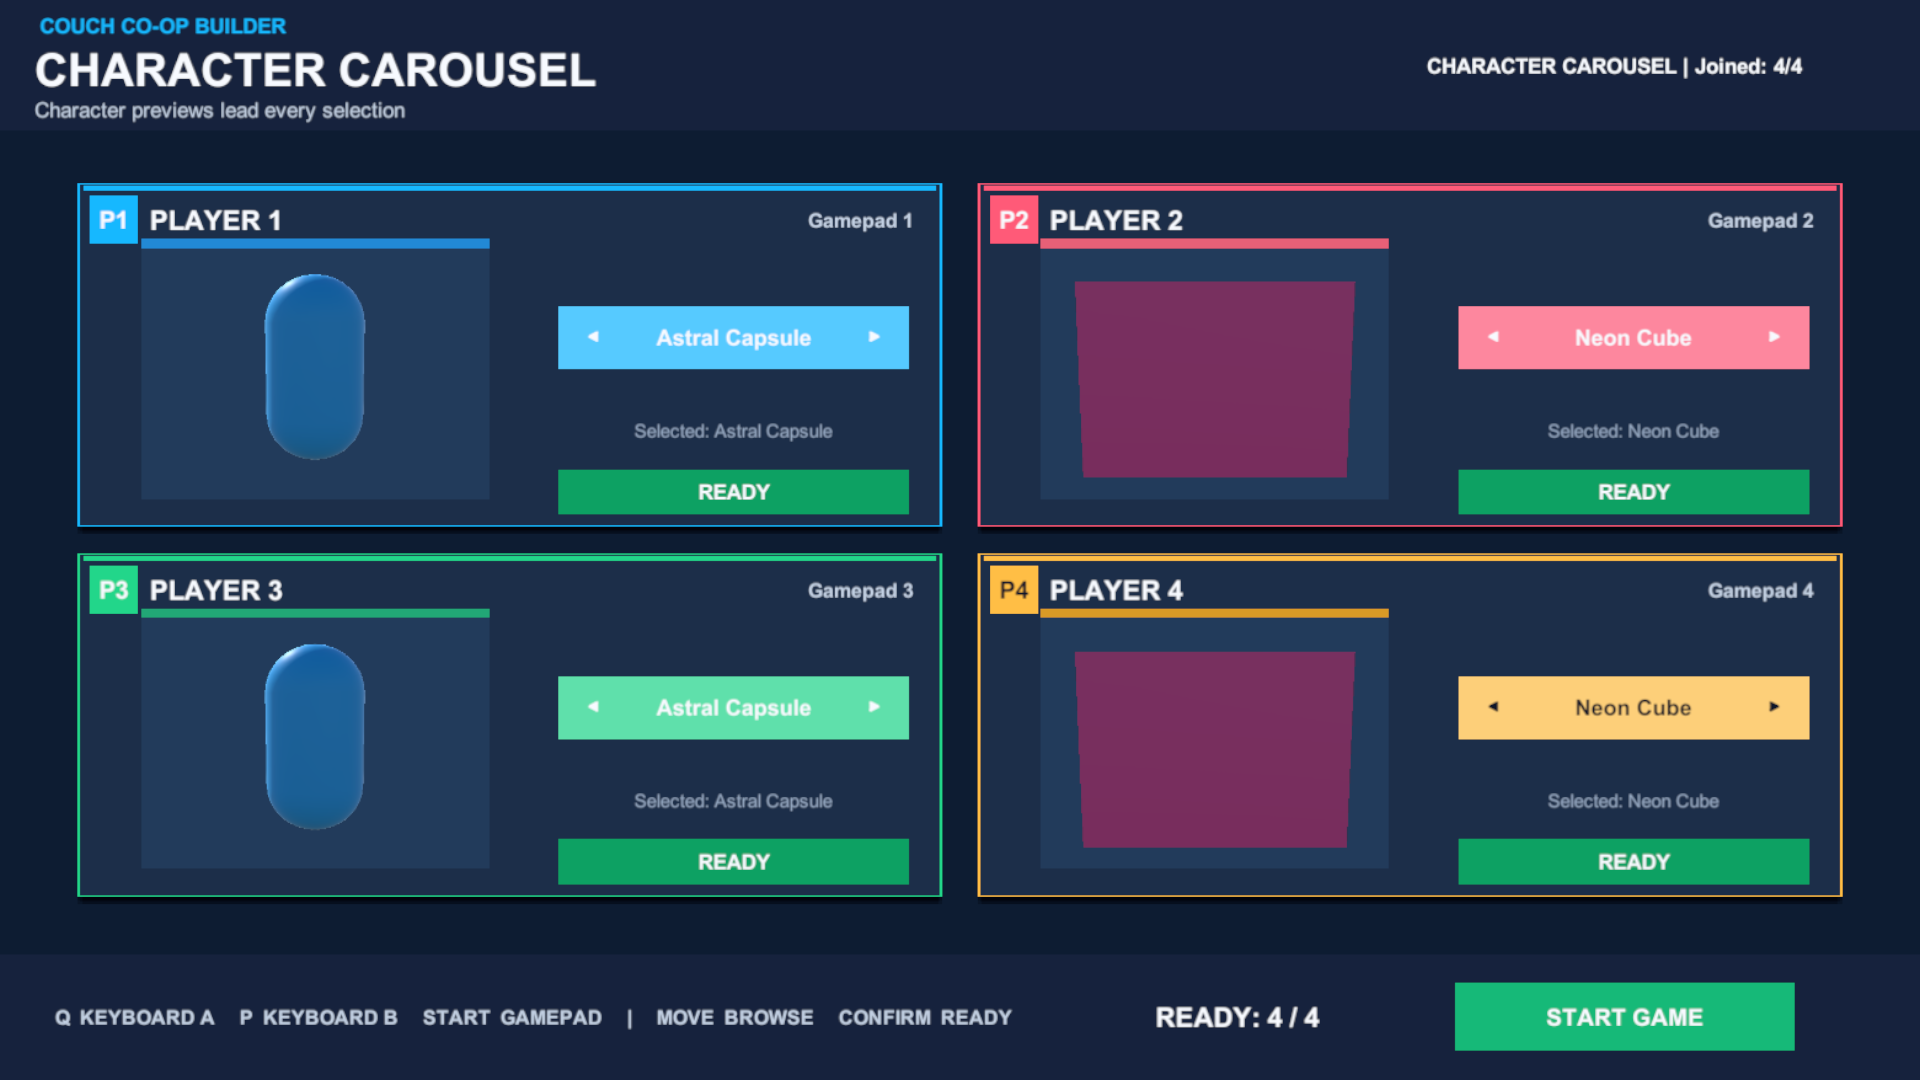 COUCH CO-OP BUILDER
CHARACTER CAROUSEL
Character previews lead every selection
CHARACTER CAROUSEL | Joined: 4/4
P1 PLAYER 1 Gamepad 1
◄ Astral Capsule ►
Selected: Astral Capsule
READY
P2 PLAYER 2 Gamepad 2
◄ Neon Cube ►
Selected: Neon Cube
READY
P3 PLAYER 3 Gamepad 3
◄ Astral Capsule ►
Selected: Astral Capsule
READY
P4 PLAYER 4 Gamepad 4
◄ Neon Cube ►
Selected: Neon Cube
READY
Q KEYBOARD A P KEYBOARD B START GAMEPAD | MOVE BROWSE CONFIRM READY
READY: 4 / 4
START GAME